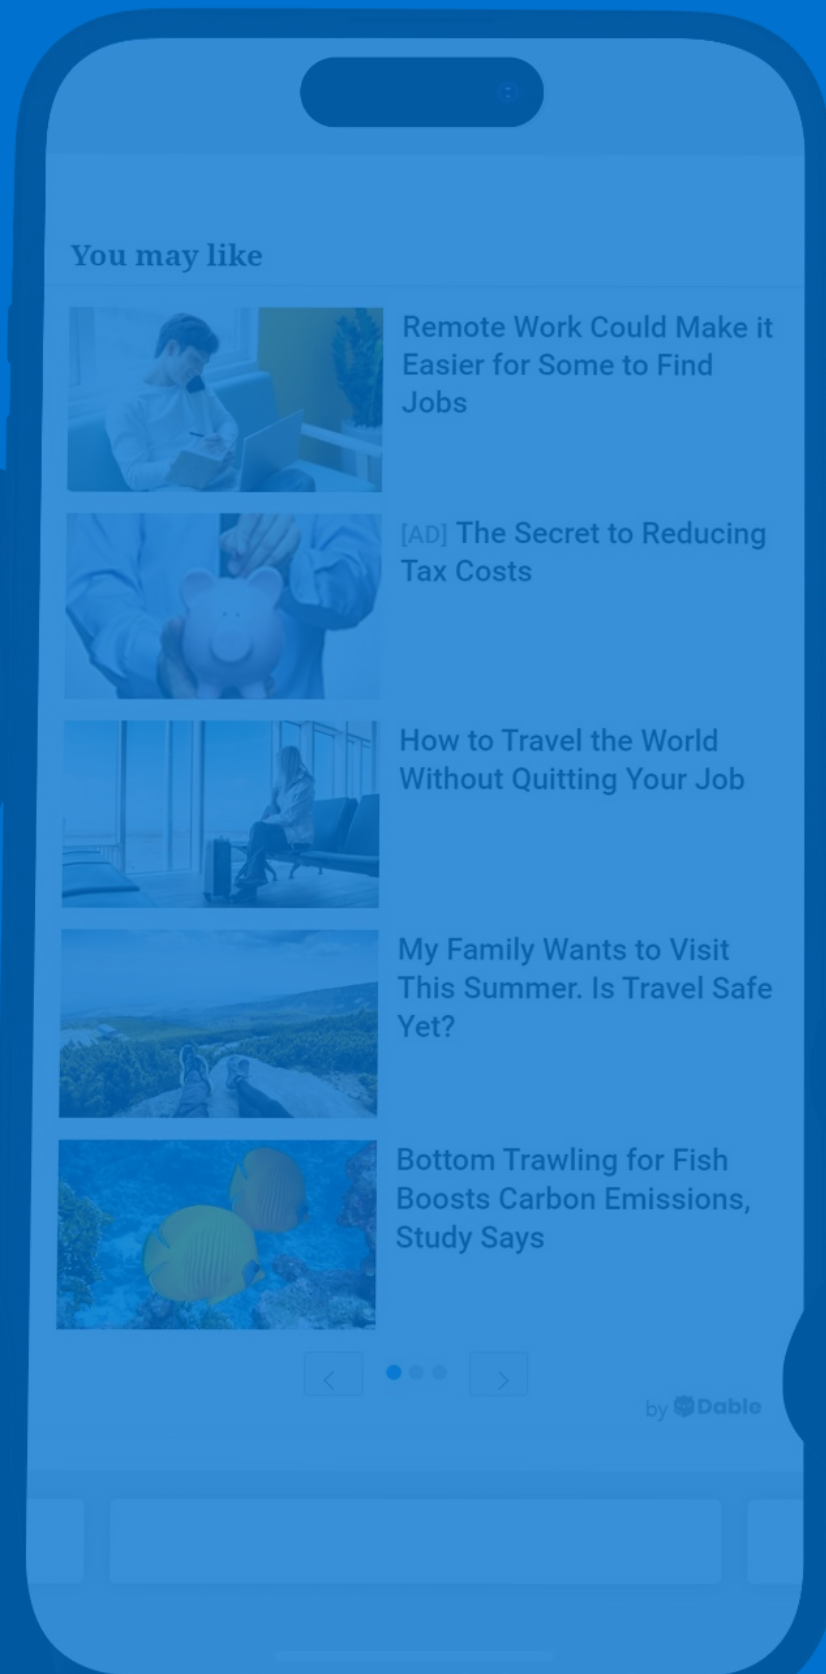 You may like
Remote Work Could Make it
Easier for Some to Find
Jobs
[AD] The Secret to Reducing
Tax Costs
How to Travel the World
Without Quitting Your Job
My Family Wants to Visit
This Summer. Is Travel Safe
Yet?
Bottom Trawling for Fish
Boosts Carbon Emissions,
Study Says
by Dable